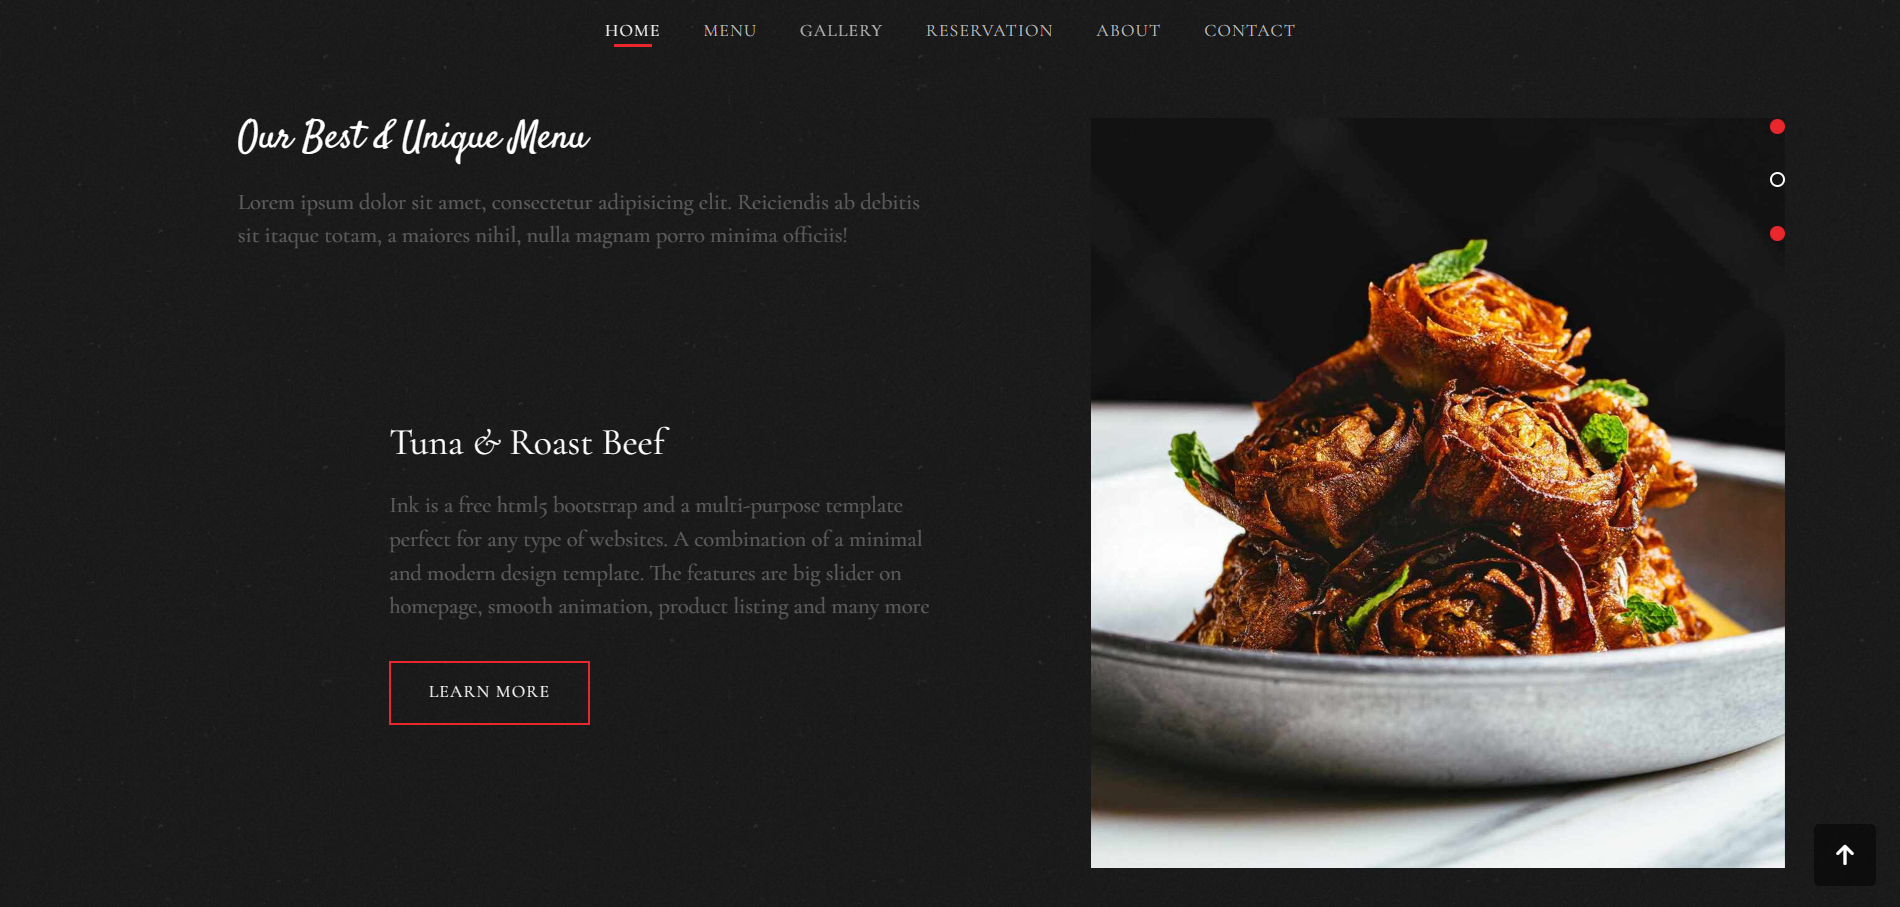 HOME MENU GALLERY RESERVATION ABOUT CONTACT
Our Best & Unique Menu
Lorem ipsum dolor sit amet, consectetur adipisicing elit. Reiciendis ab debitis
sit itaque totam, a maiores nihil, nulla magnam porro minima officiis!
Tuna & Roast Beef
Ink is a free html5 bootstrap and a multi-purpose template
perfect for any type of websites. A combination of a minimal
and modern design template. The features are big slider on
homepage, smooth animation, product listing and many more
LEARN MORE